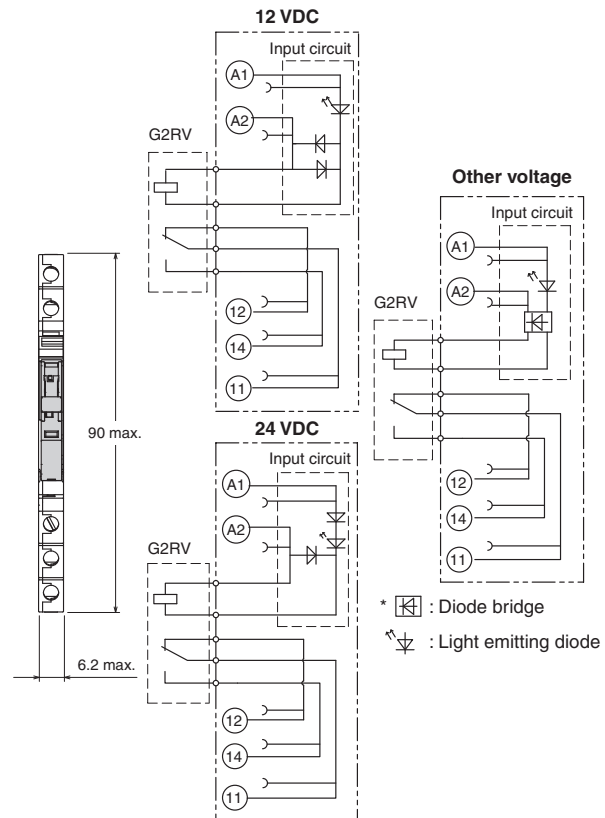 12 VDC
Input circuit
A1
A2
G2RV
12
14
11
90 max.
6.2 max.
24 VDC
Input circuit
A1
A2
G2RV
12
14
11
Other voltage
Input circuit
A1
A2
G2RV
12
14
11
* : Diode bridge
: Light emitting diode